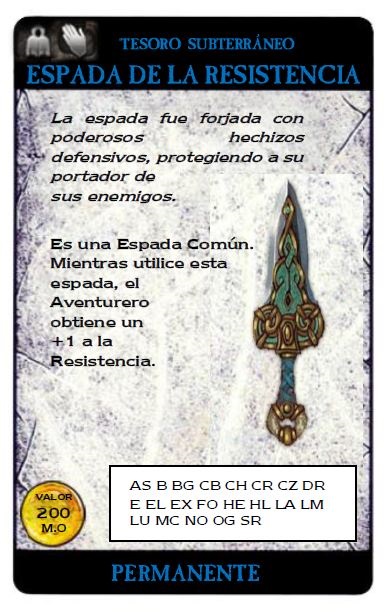 TESORO SUBTERRÁNEO
ESPADA DE LA RESISTENCIA
La espada fue forjada con
poderosos hechizos
defensivos, protegiendo a su
portador de
sus enemigos.
Es una Espada Común.
Mientras utilice esta
espada, el
Aventurero
obtiene un
+1 a la
Resistencia.
VALOR
200
M.O
AS B BG CB CH CR CZ DR
E EL EX FO HE HL LA LM
LU MC NO OG SR
PERMANENTE